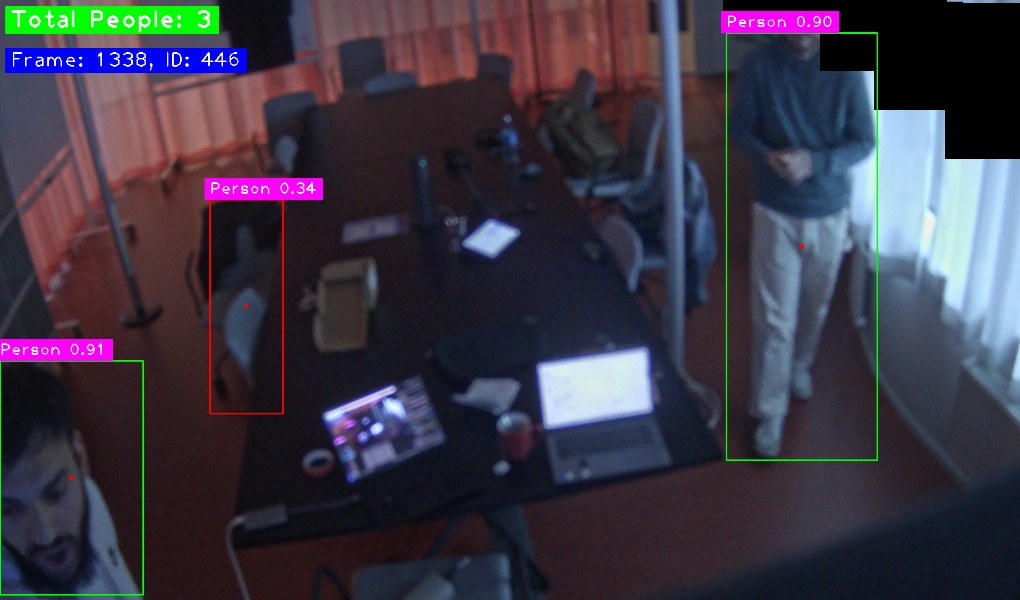 Total People: 3
Person 0.90
Frame: 1338, ID: 446
Person 0.34
Person 0.91